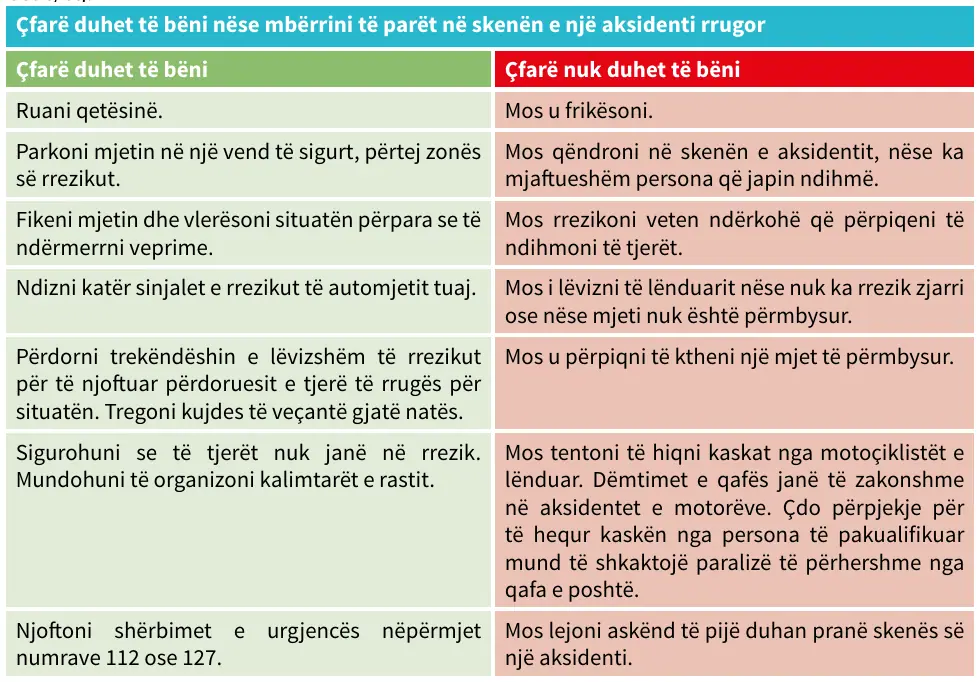 Çfarë duhet të bëni nëse mbërrini të parët në skenën e një aksidenti rrugor
Çfarë duhet të bëni
Çfarë nuk duhet të bëni
Ruani qetësinë.
Mos u frikësoni.
Parkoni mjetin në një vend të sigurt, përtej zonës
së rrezikut.
Mos qëndroni në skenën e aksidentit, nëse ka
mjaftueshëm persona që japin ndihmë.
Fikeni mjetin dhe vlerësoni situatën përpara se të
ndërmerrni veprime.
Mos rrezikoni veten ndërkohë që përpiqeni të
ndihmoni të tjerët.
Ndizni katër sinjalet e rrezikut të automjetit tuaj.
Mos i lëvizni të lënduarit nëse nuk ka rrezik zjarri
ose nëse mjeti nuk është përmbysur.
Përdorni trekëndëshin e lëvizshëm të rrezikut
për të njoftuar përdoruesit e tjerë të rrugës për
situatën. Tregoni kujdes të veçantë gjatë natës.
Mos u përpiqni të ktheni një mjet të përmbysur.
Sigurohuni se të tjerët nuk janë në rrezik.
Mundohuni të organizoni kalimtarët e rastit.
Mos tentoni të hiqni kaskat nga motoçiklistët e
lënduar. Dëmtimet e qafës janë të zakonshme
në aksidentet e motorëve. Çdo përpjekje për
të hequr kaskën nga persona të pakualifikuar
mund të shkaktojë paralizë të përhershme nga
qafa e poshtë.
Njoftoni shërbimet e urgjencës nëpërmjet
numrave 112 ose 127.
Mos lejoni askënd të pijë duhan pranë skenës së
një aksidenti.